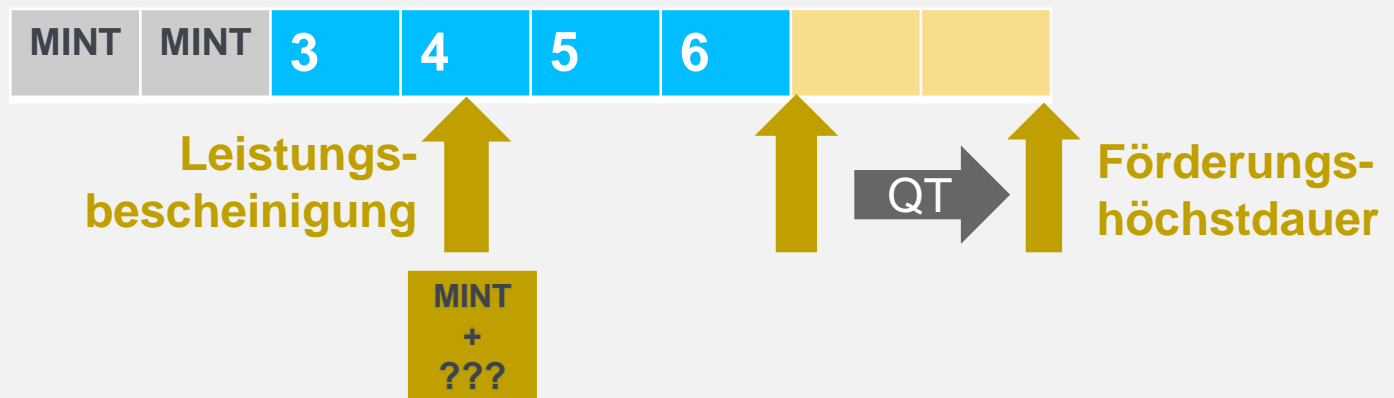 MINT MINT 3 4 5 6
Leistungs-
bescheinigung
QT
Förderungs-
höchstdauer
MINT
+
???